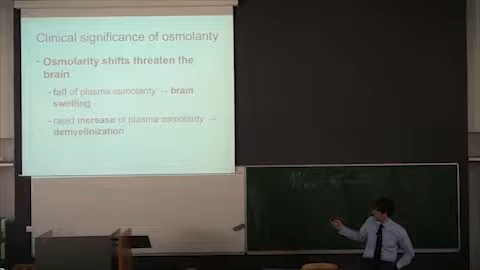 Clinical significance of osmolarity
• Osmolarity shifts threaten the
brain
–fall of plasma osmolarity → brain
swelling
–rapid increase of plasma osmolarity →
demyelinization